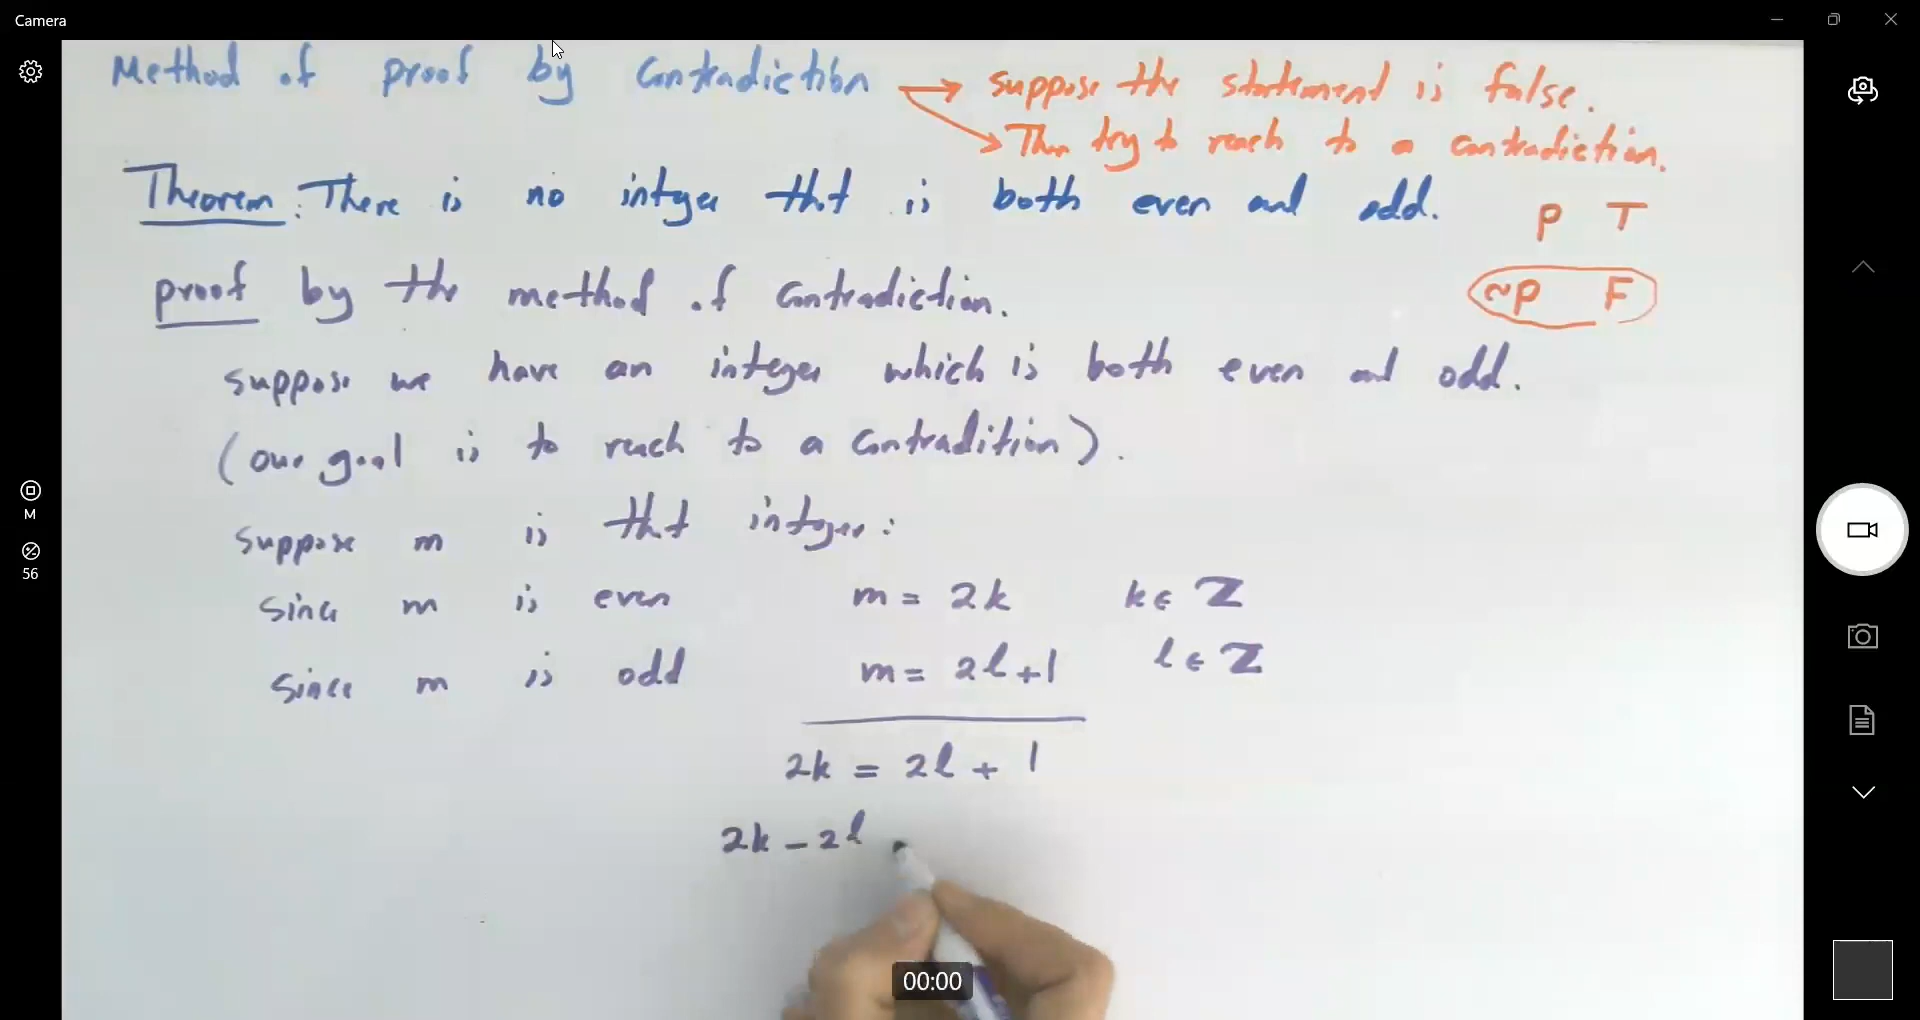 Camera
Method of proof by Contradiction → suppose the statement is false.
→ Then try to reach to a contradiction.
Theorem: There is no integer that is both even and odd.
P T
proof by the method of Contradiction.
~P F
suppose we have an integer which is both even and odd.
(our goal is to reach to a Contradition).
suppose m is that integer:
M
since m is even m = 2k k ∈ ℤ
56
since m is odd m = 2l+1 l ∈ ℤ
2k = 2l + 1
2k - 2l
00:00